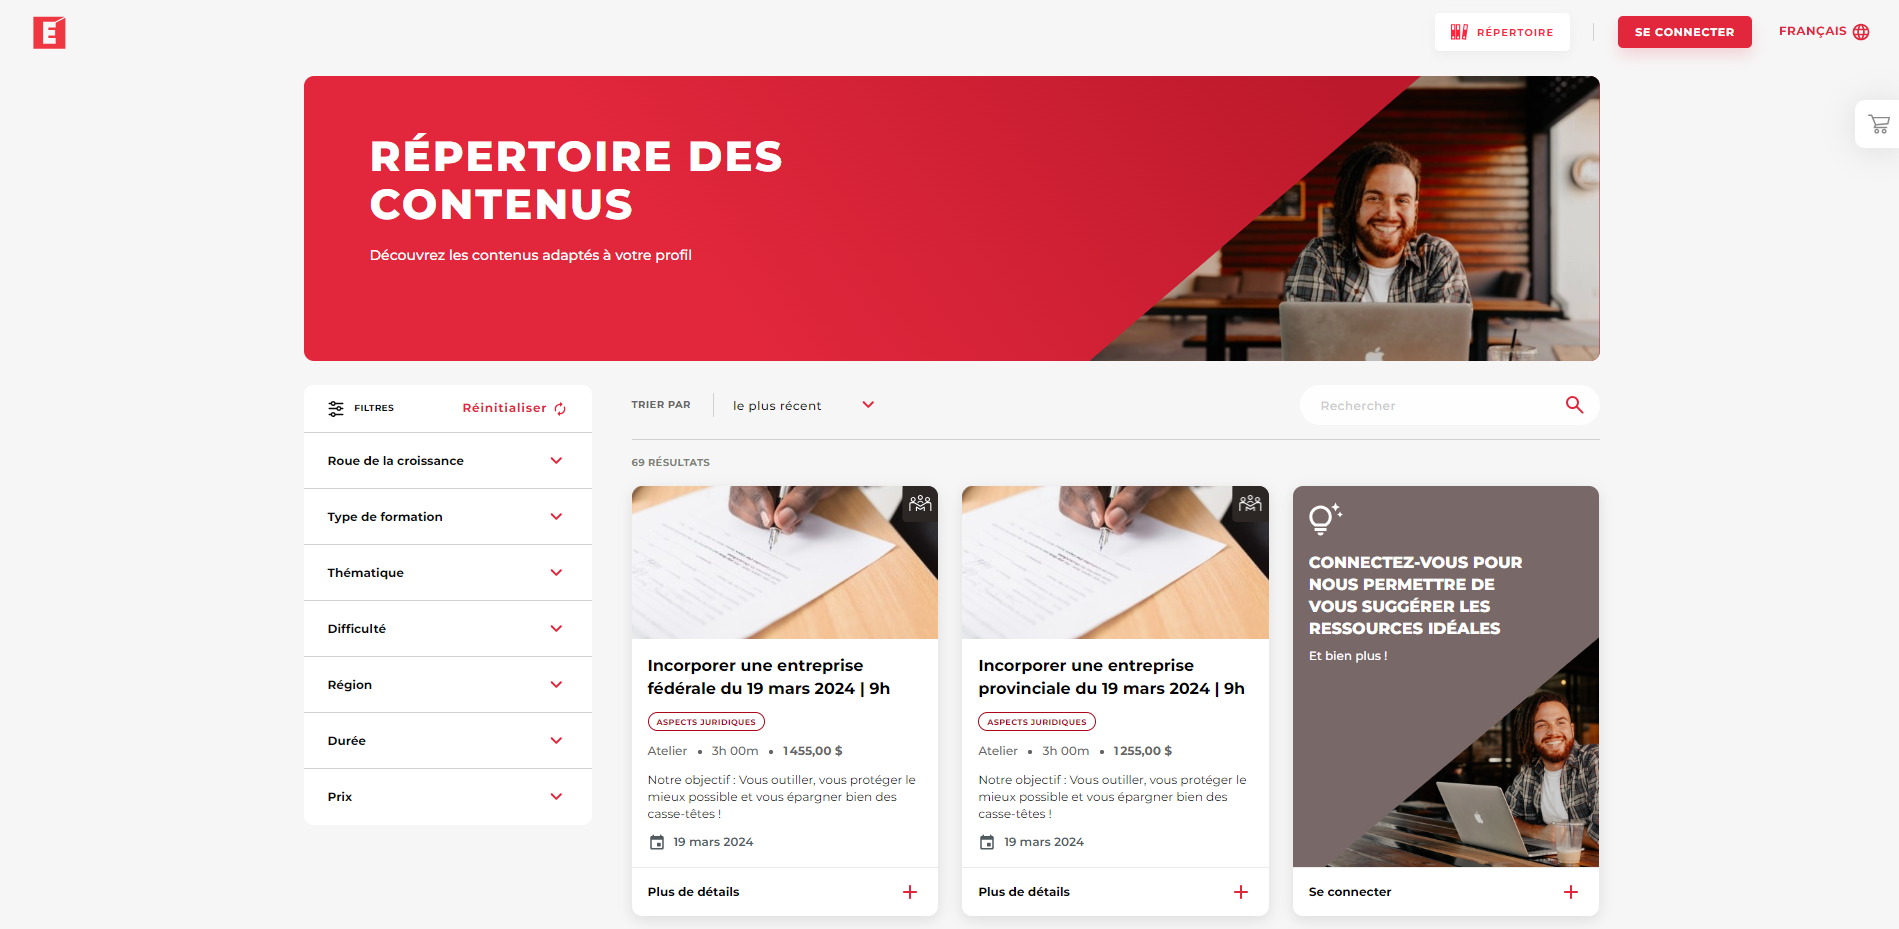 E
RÉPERTOIRE
SE CONNECTER
FRANÇAIS
RÉPERTOIRE DES
CONTENUS
Découvrez les contenus adaptés à votre profil
FILTRES
Réinitialiser
Roue de la croissance
Type de formation
Thématique
Difficulté
Région
Durée
Prix
TRIER PAR
le plus récent
Rechercher
69 RÉSULTATS
Incorporer une entreprise
fédérale du 19 mars 2024 | 9h
ASPECTS JURIDIQUES
Atelier • 3h 00m • 1 455,00 $
Notre objectif : Vous outiller, vous protéger le
mieux possible et vous épargner bien des
casse-têtes !
19 mars 2024
Plus de détails
Incorporer une entreprise
provinciale du 19 mars 2024 | 9h
ASPECTS JURIDIQUES
Atelier • 3h 00m • 1 255,00 $
Notre objectif : Vous outiller, vous protéger le
mieux possible et vous épargner bien des
casse-têtes !
19 mars 2024
Plus de détails
CONNECTEZ-VOUS POUR
NOUS PERMETTRE DE
VOUS SUGGÉRER LES
RESSOURCES IDÉALES
Et bien plus !
Se connecter